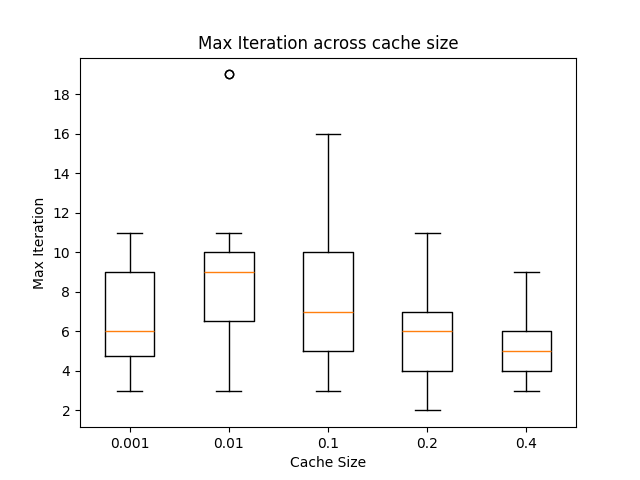 Max Iteration across cache size
Max Iteration
18
16
14
12
10
8
6
4
2
0.001 0.01 0.1 0.2 0.4
Cache Size